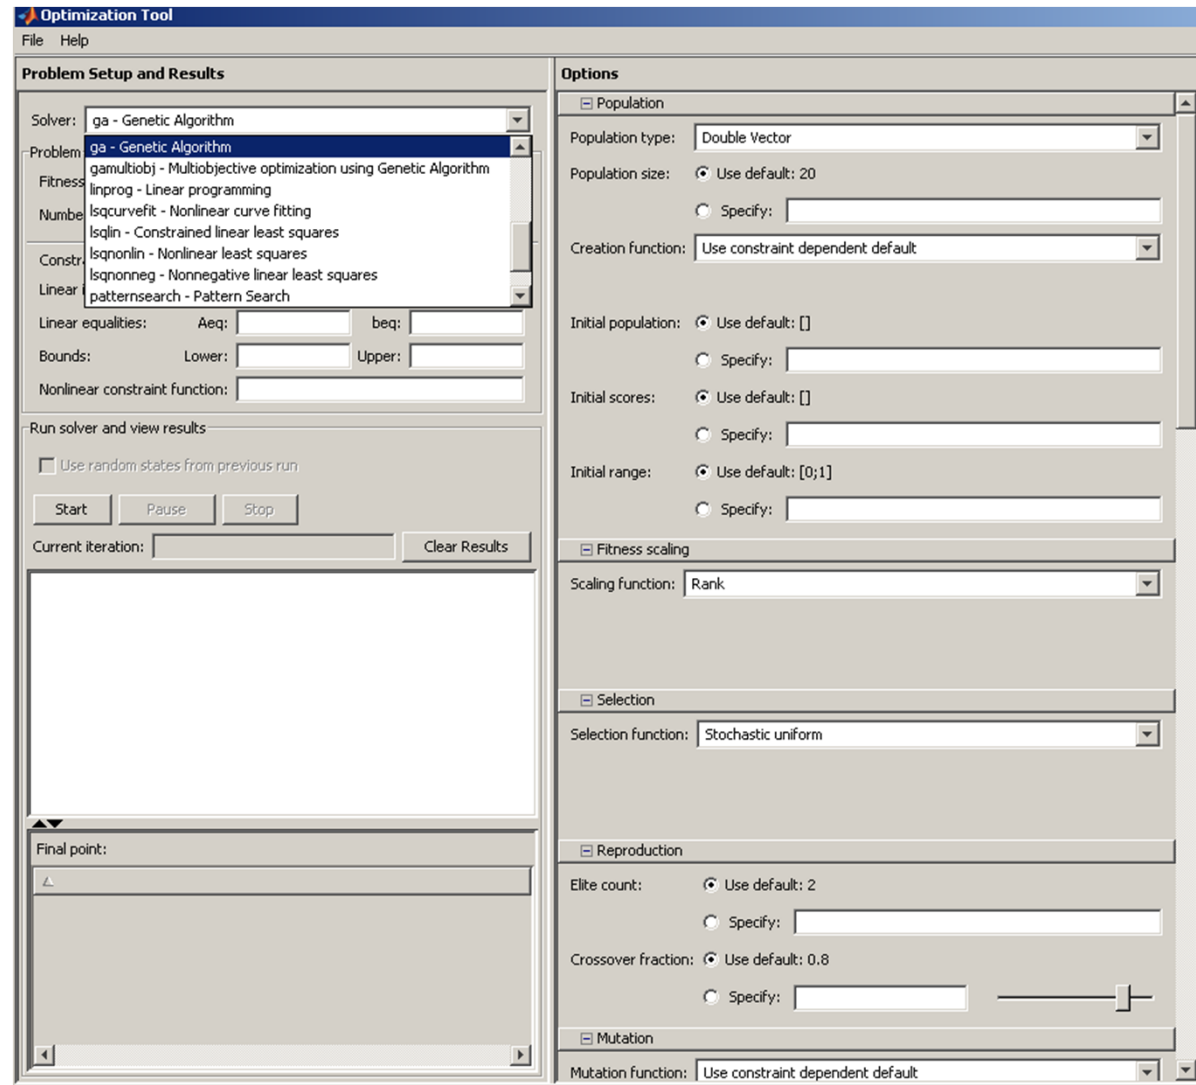 Optimization Tool
File Help
Problem Setup and Results
Solver: ga - Genetic Algorithm
ga - Genetic Algorithm
gamultiobj - Multiobjective optimization using Genetic Algorithm
linprog - Linear programming
lsqcurvefit - Nonlinear curve fitting
lsqlin - Constrained linear least squares
lsqnonlin - Nonlinear least squares
lsqnonneg - Nonnegative linear least squares
patternsearch - Pattern Search
Problem
Fitness
Numbe
Constr
Linear i
Linear equalities: Aeq: beq:
Bounds: Lower: Upper:
Nonlinear constraint function:
Run solver and view results
Use random states from previous run
Start Pause Stop
Current iteration: Clear Results
Final point:
Options
Population
Population type: Double Vector
Population size: Use default: 20
Specify:
Creation function: Use constraint dependent default
Initial population: Use default: []
Specify:
Initial scores: Use default: []
Specify:
Initial range: Use default: [0;1]
Specify:
Fitness scaling
Scaling function: Rank
Selection
Selection function: Stochastic uniform
Reproduction
Elite count: Use default: 2
Specify:
Crossover fraction: Use default: 0.8
Specify:
Mutation
Mutation function: Use constraint dependent default